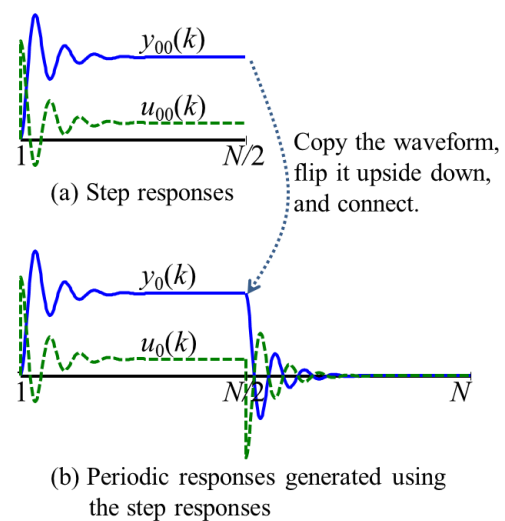 y₀₀(k)
u₀₀(k)
1
N/2
(a) Step responses
Copy the waveform,
flip it upside down,
and connect.
y₀(k)
u₀(k)
1
N/2
N
(b) Periodic responses generated using
the step responses